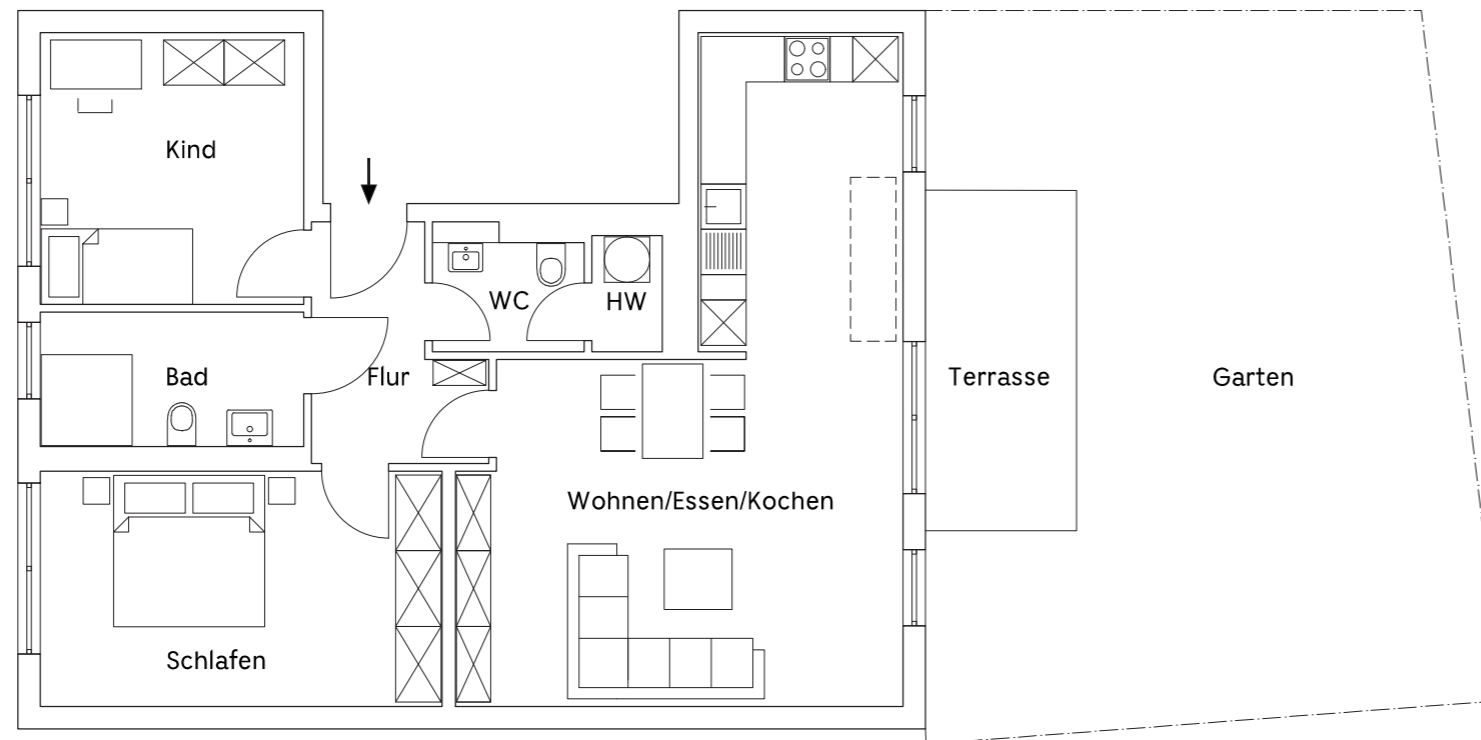 Kind
WC
HW
Bad
Flur
Terrasse
Garten
Wohnen/Essen/Kochen
Schlafen